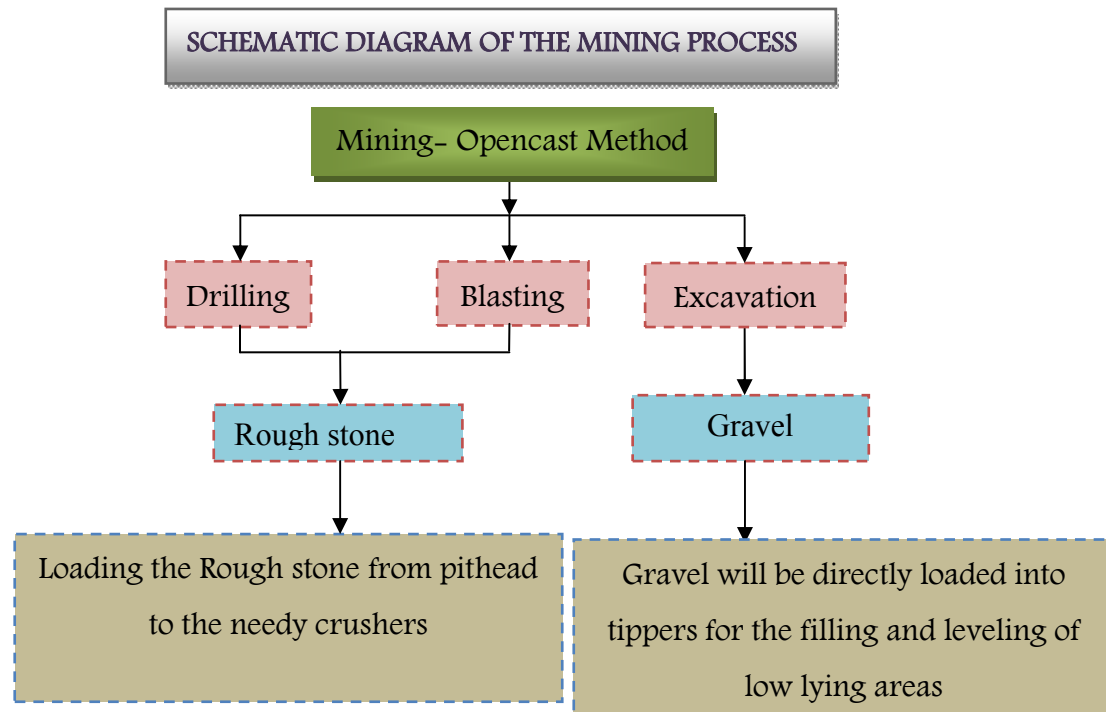 SCHEMATIC DIAGRAM OF THE MINING PROCESS
Mining- Opencast Method
Drilling
Blasting
Excavation
Rough stone
Gravel
Loading the Rough stone from pithead
to the needy crushers
Gravel will be directly loaded into
tippers for the filling and leveling of
low lying areas